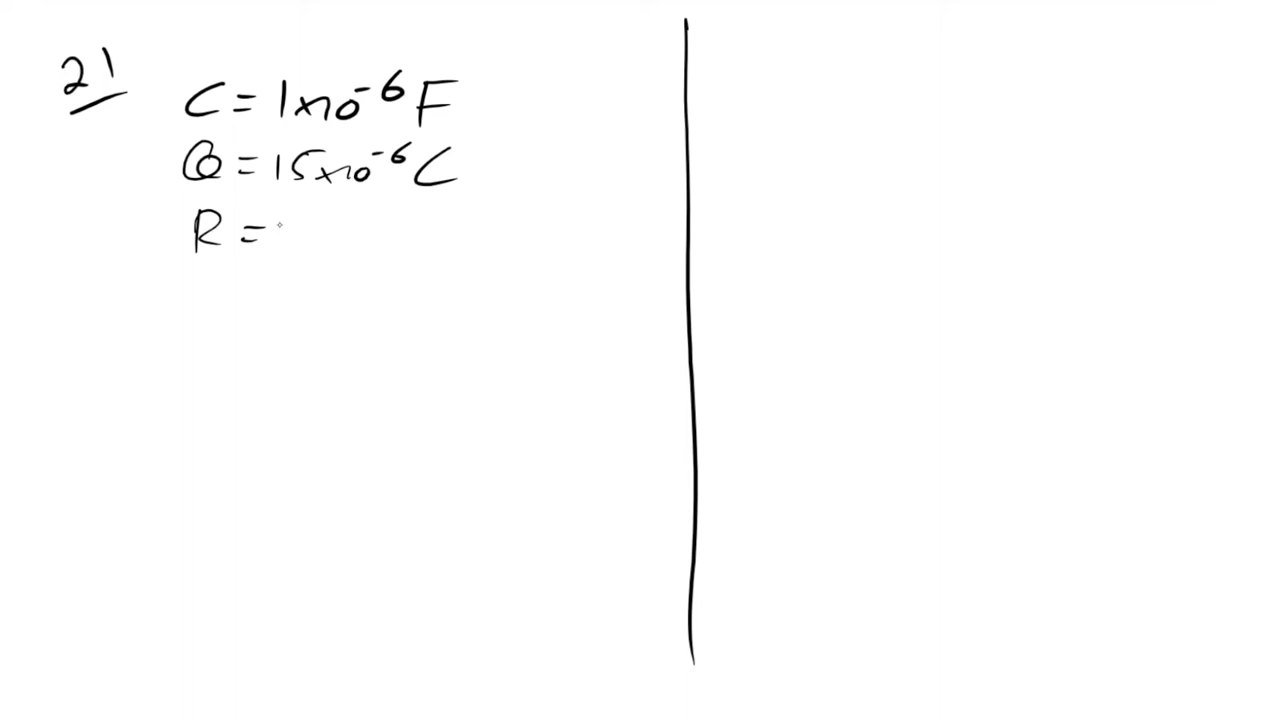 21
C = 1×10⁻⁶ F
Q = 15×10⁻⁶ C
R =